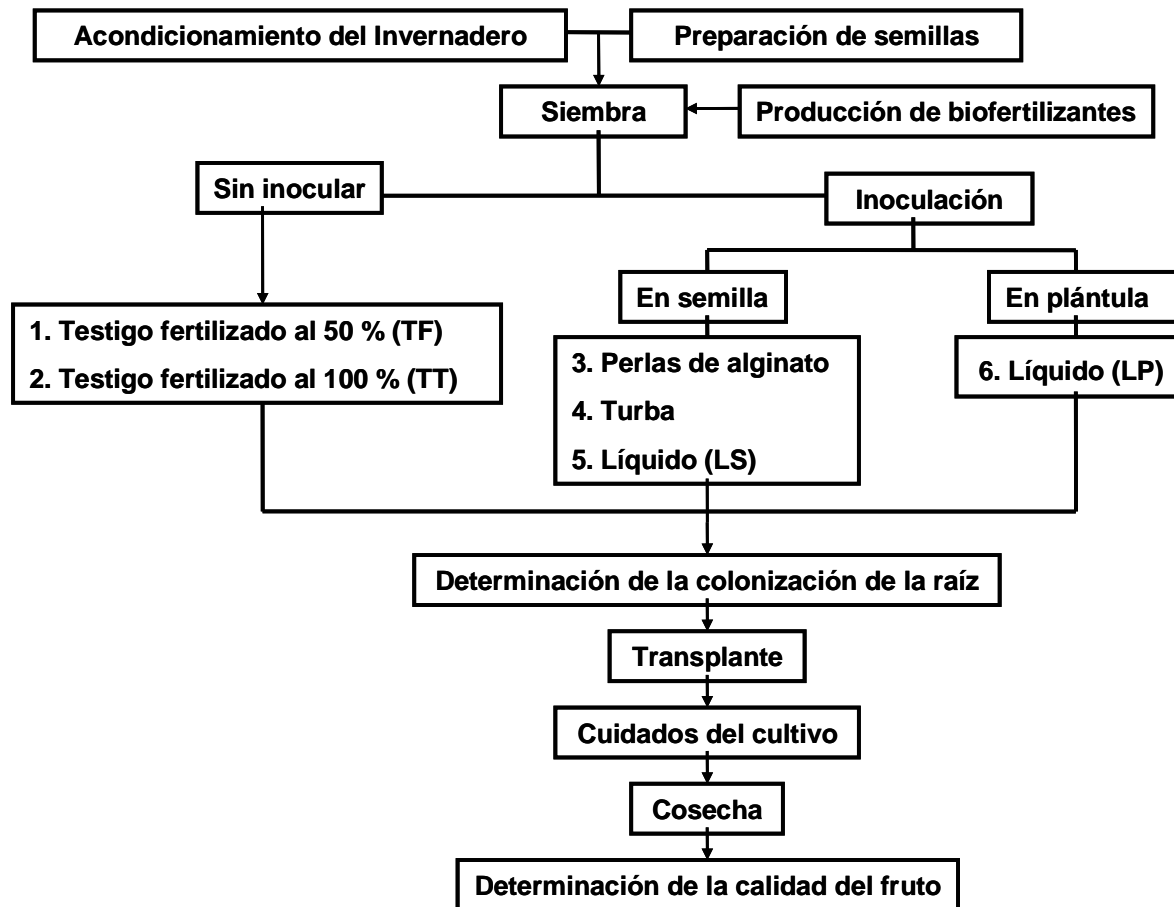 Acondicionamiento del Invernadero
Preparación de semillas
Siembra
Producción de biofertilizantes
Sin inocular
Inoculación
En semilla
En plántula
1. Testigo fertilizado al 50 % (TF)
2. Testigo fertilizado al 100 % (TT)
3. Perlas de alginato
4. Turba
5. Líquido (LS)
6. Líquido (LP)
Determinación de la colonización de la raíz
Transplante
Cuidados del cultivo
Cosecha
Determinación de la calidad del fruto